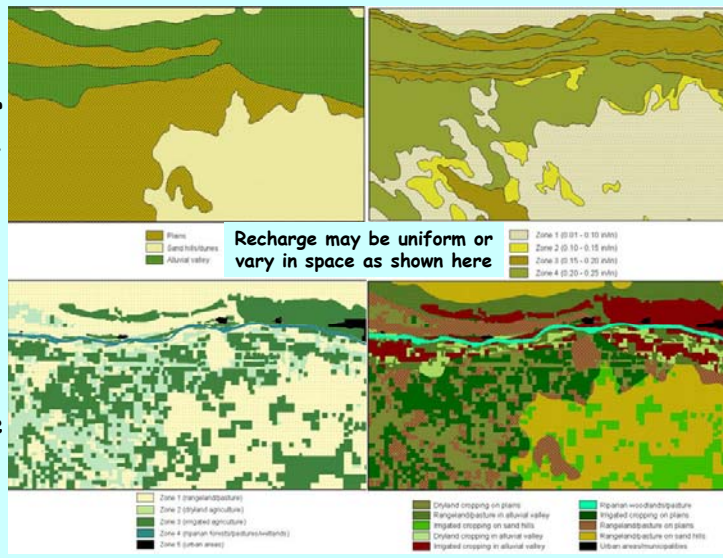 Plains
Sand hills/dunes
Alluvial valley
Recharge may be uniform or
vary in space as shown here
Zone 1 (0.01 - 0.10 in/in)
Zone 2 (0.10 - 0.15 in/in)
Zone 3 (0.15 - 0.20 in/in)
Zone 4 (0.20 - 0.25 in/in)
Zone 1 (rangeland/pasture)
Zone 2 (dryland agriculture)
Zone 3 (irrigated agriculture)
Zone 4 (riparian forests/pastures/wetlands)
Zone 5 (urban areas)
Dryland cropping on plains
Rangeland/pasture in alluvial valley
Irrigated cropping on sand hills
Dryland cropping in alluvial valley
Irrigated cropping in alluvial valley
Riparian woodlands/pasture
Irrigated cropping on plains
Rangeland/pasture on plains
Rangeland/pasture on sand hills
Urban areas/municipalities